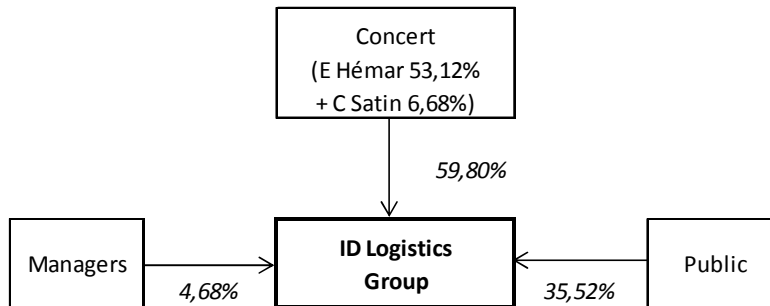 Concert
(E Hémar 53,12%
+ C Satin 6,68%)
59,80%
Managers
4,68%
ID Logistics
Group
35,52%
Public